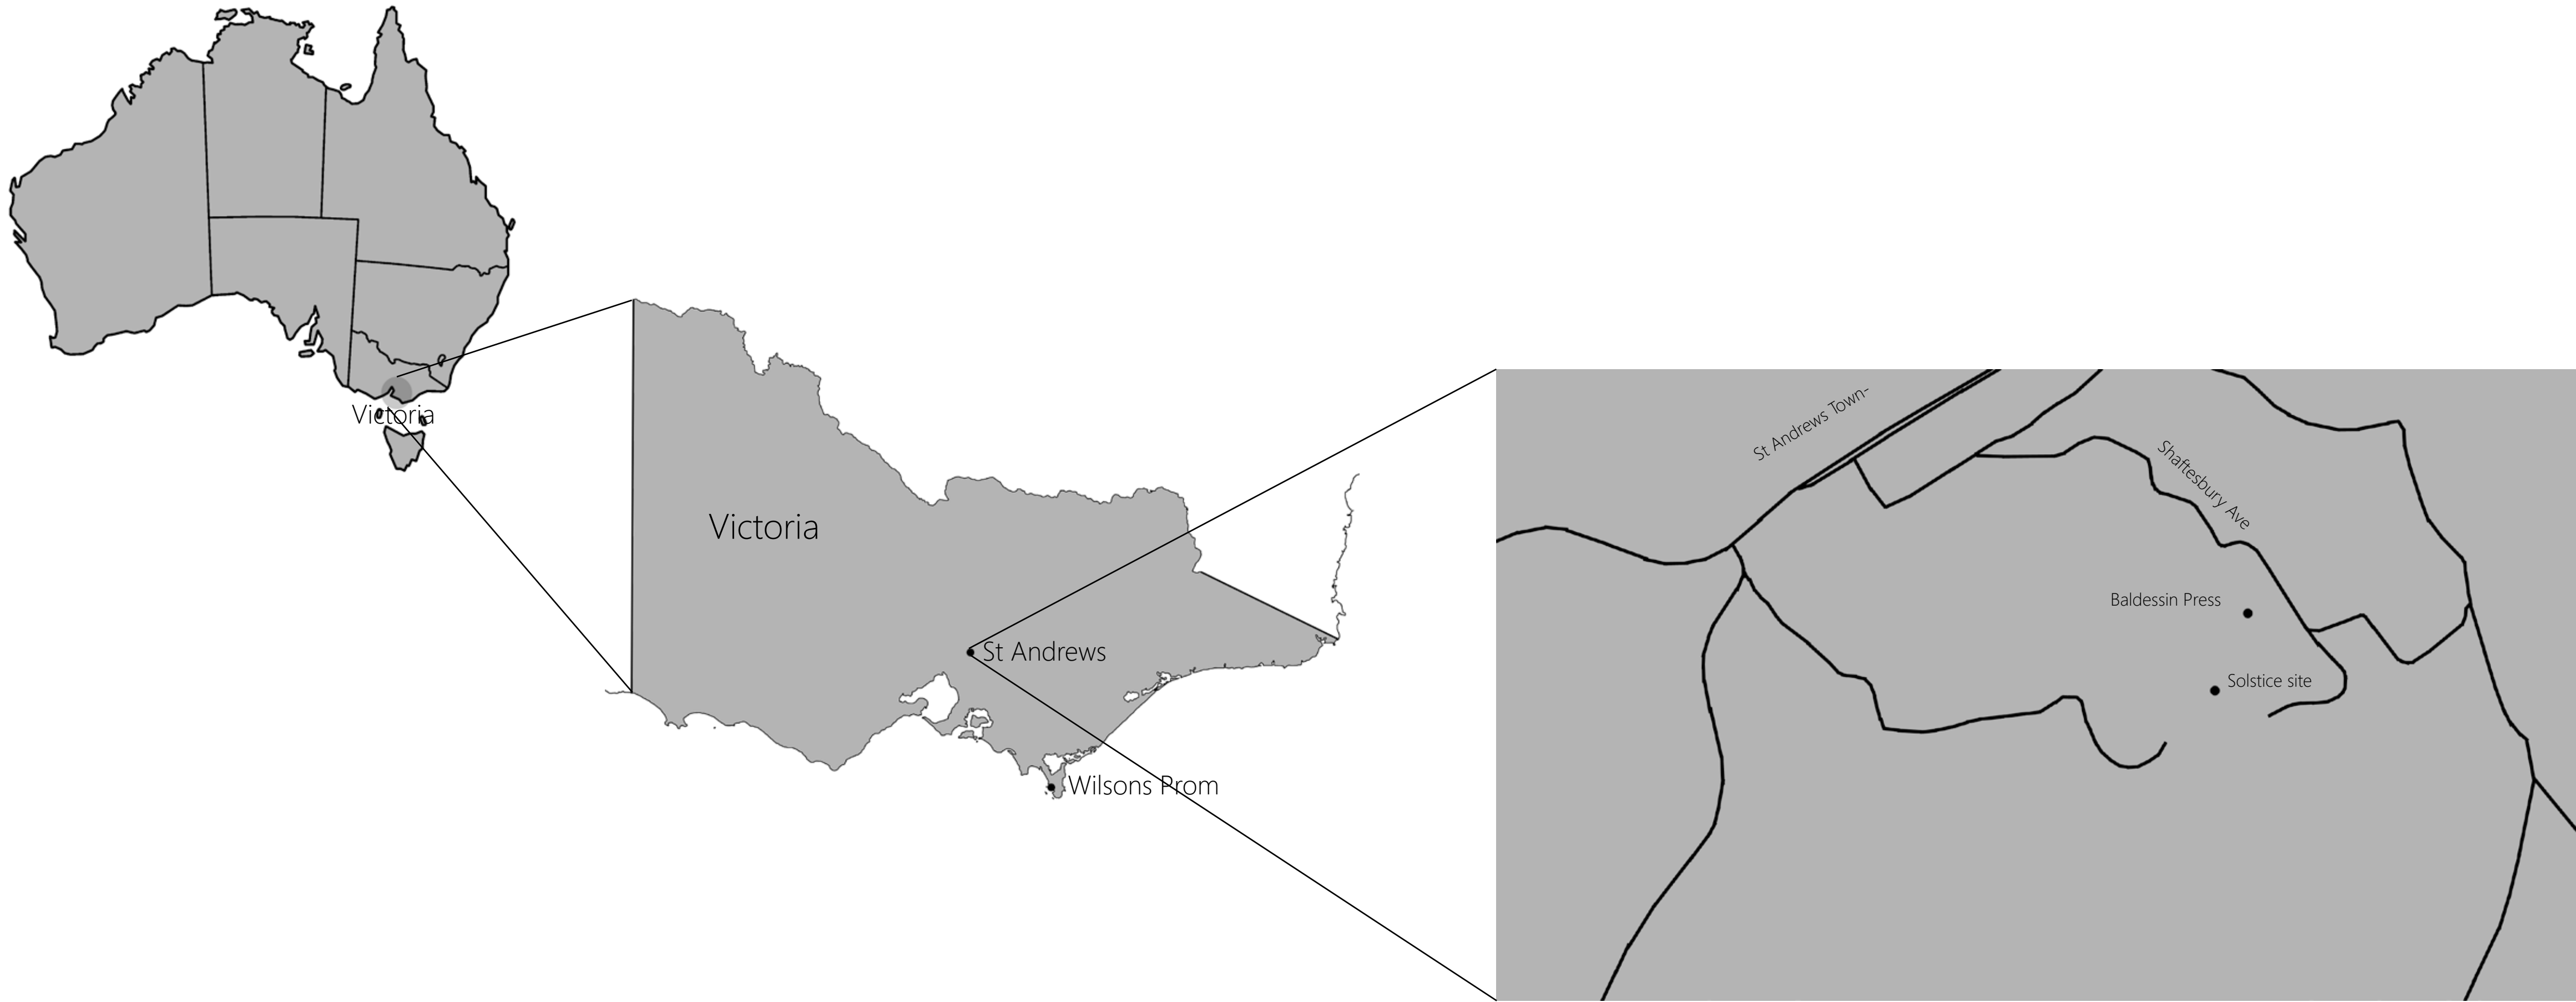 Victoria
Victoria
St Andrews
Wilsons Prom
St Andrews Town-
Shaftesbury Ave
Baldessin Press
Solstice site